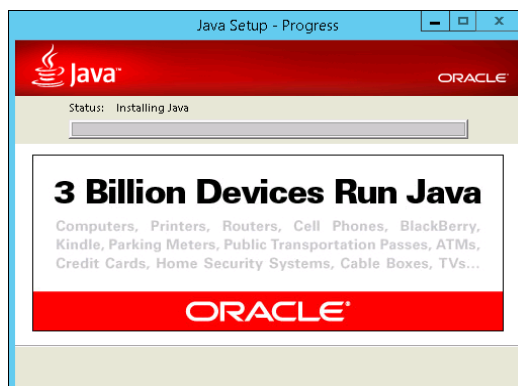 Java Setup - Progress
Java™
ORACLE®
Status: Installing Java
3 Billion Devices Run Java
Computers, Printers, Routers, Cell Phones, BlackBerry,
Kindle, Parking Meters, Public Transportation Passes, ATMs,
Credit Cards, Home Security Systems, Cable Boxes, TVs...
ORACLE®